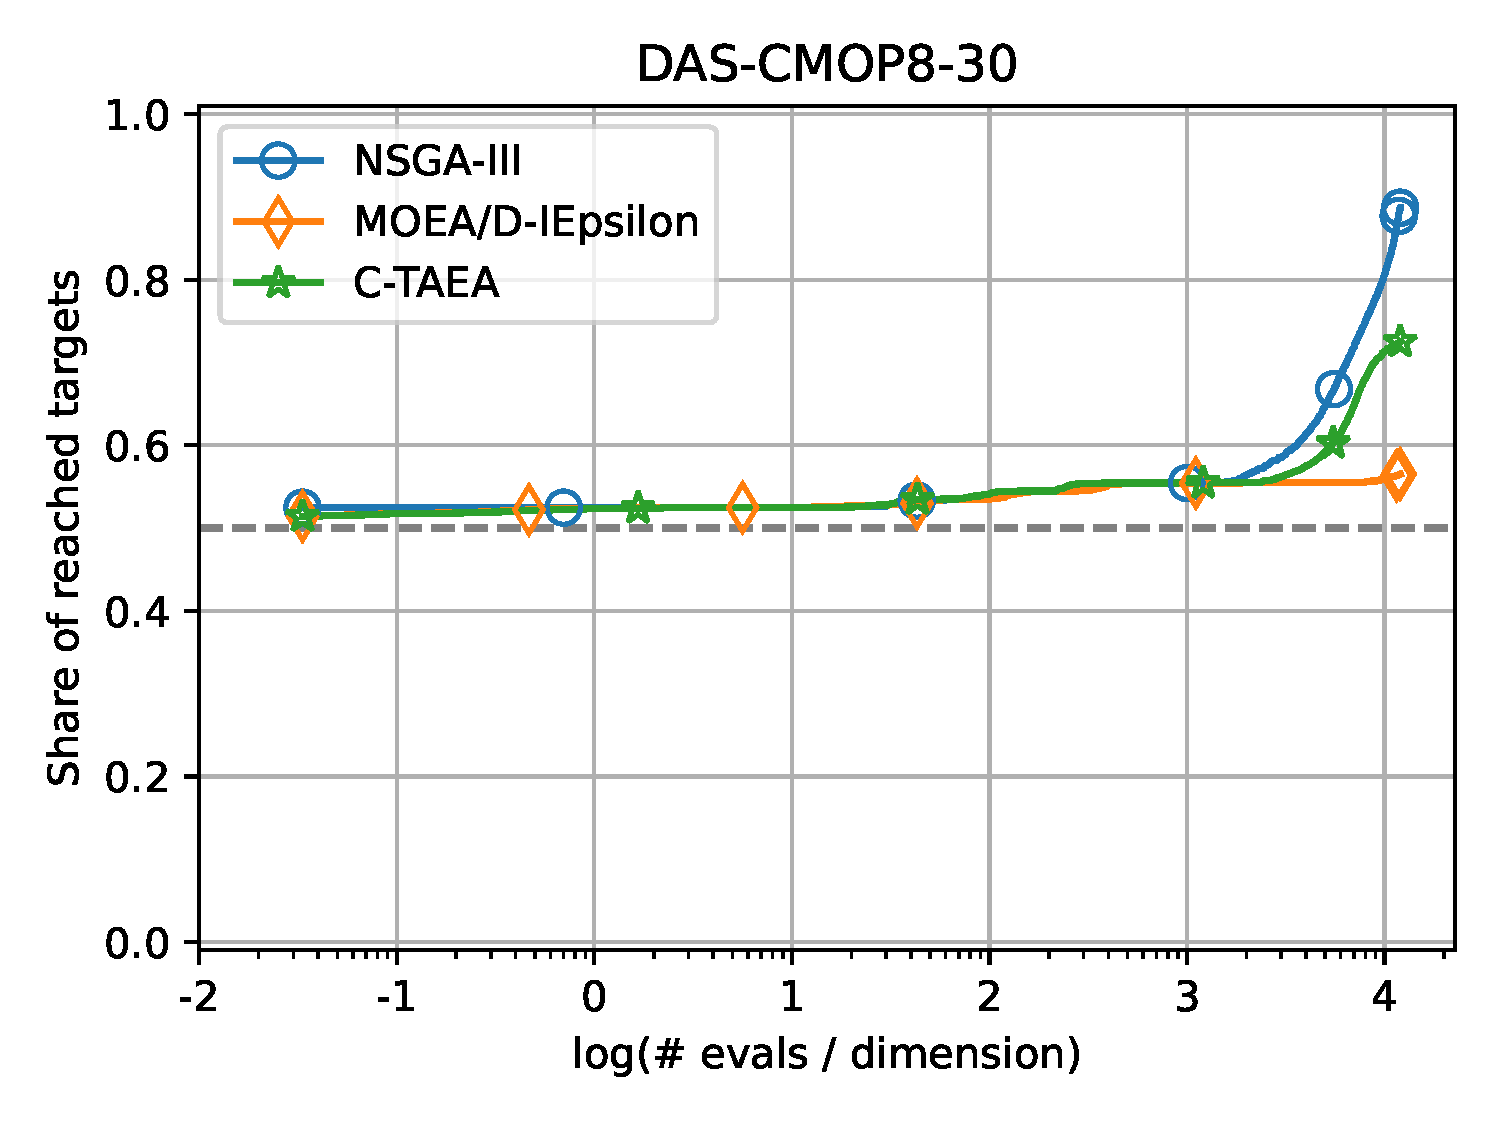 DAS-CMOP8-30
1.0
0.8
0.6
0.4
0.2
0.0
Share of reached targets
NSGA-III
MOEA/D-IEpsilon
C-TAEA
-2 -1 0 1 2 3 4
log(# evals / dimension)